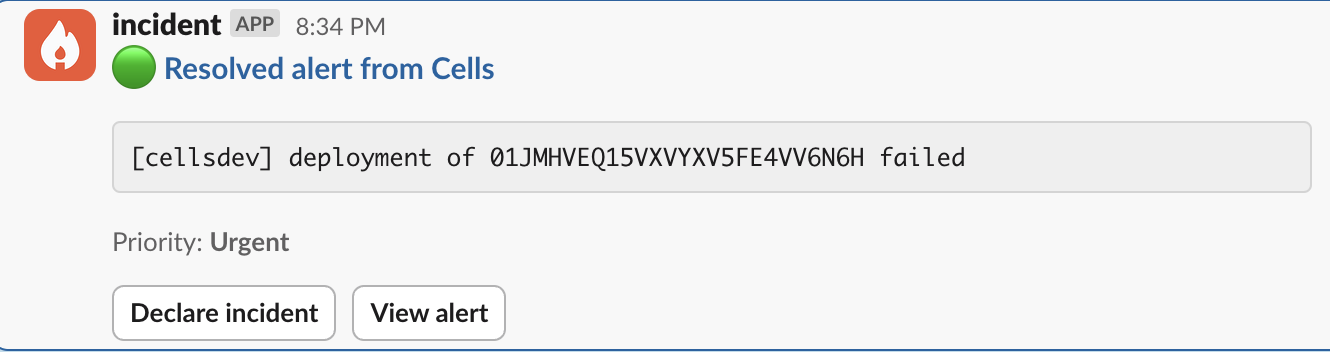 incident APP 8:34 PM
Resolved alert from Cells
[cellsdev] deployment of 01JMHVEQ15VXVYXV5FE4VV6N6H failed
Priority: Urgent
Declare incident View alert